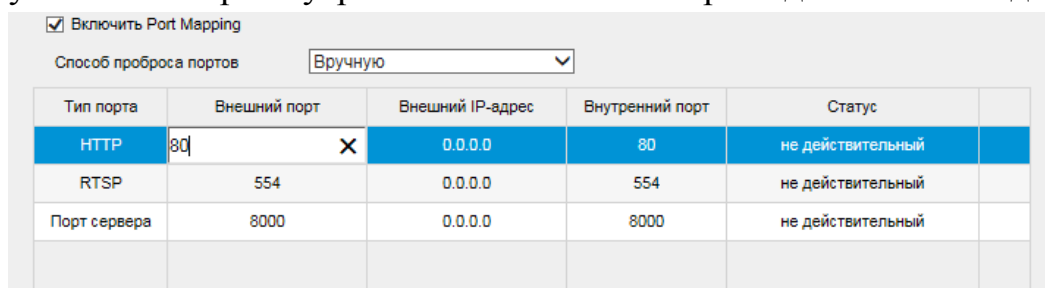 Включить Port Mapping
Способ проброса портов Вручную
Тип порта Внешний порт Внешний IP-адрес Внутренний порт Статус
HTTP 80 0.0.0.0 80 не действительный
RTSP 554 0.0.0.0 554 не действительный
Порт сервера 8000 0.0.0.0 8000 не действительный